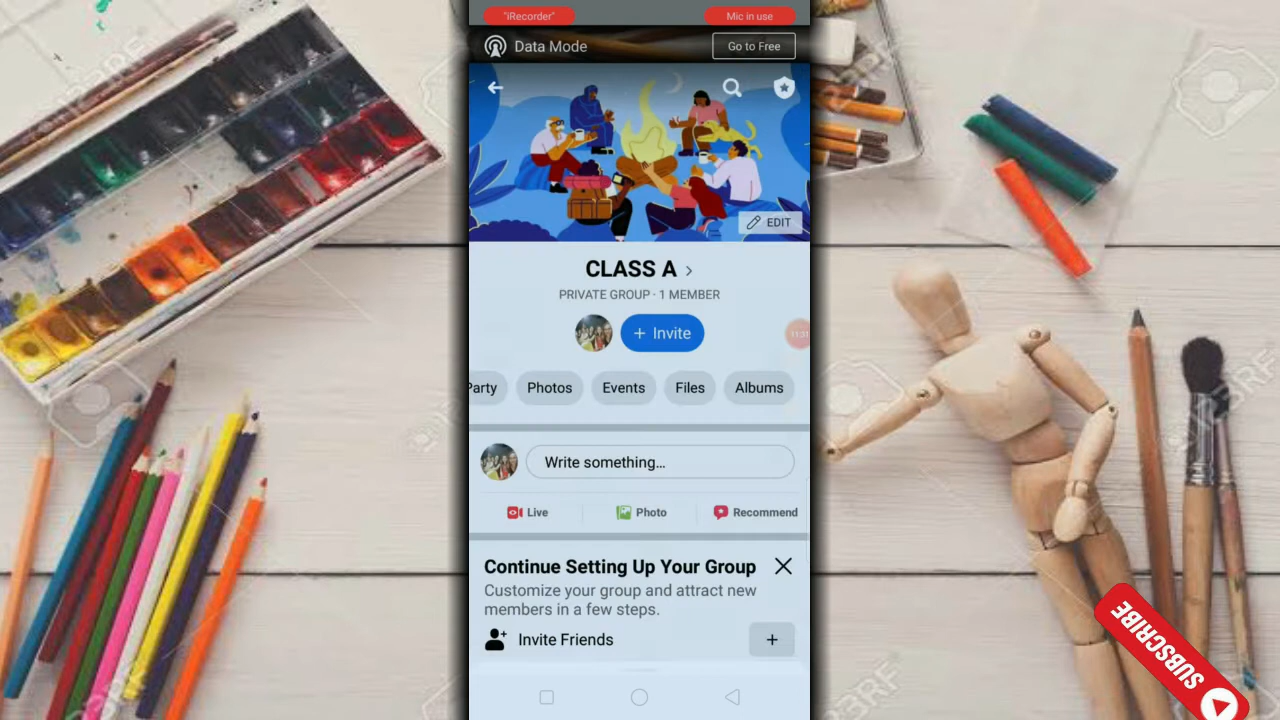 "iRecorder"
Mic in use
Data Mode
Go to Free
EDIT
CLASS A
PRIVATE GROUP · 1 MEMBER
+ Invite
Party
Photos
Events
Files
Albums
Write something...
Live
Photo
Recommend
Continue Setting Up Your Group
Customize your group and attract new
members in a few steps.
Invite Friends
+
SUBSCRIBE